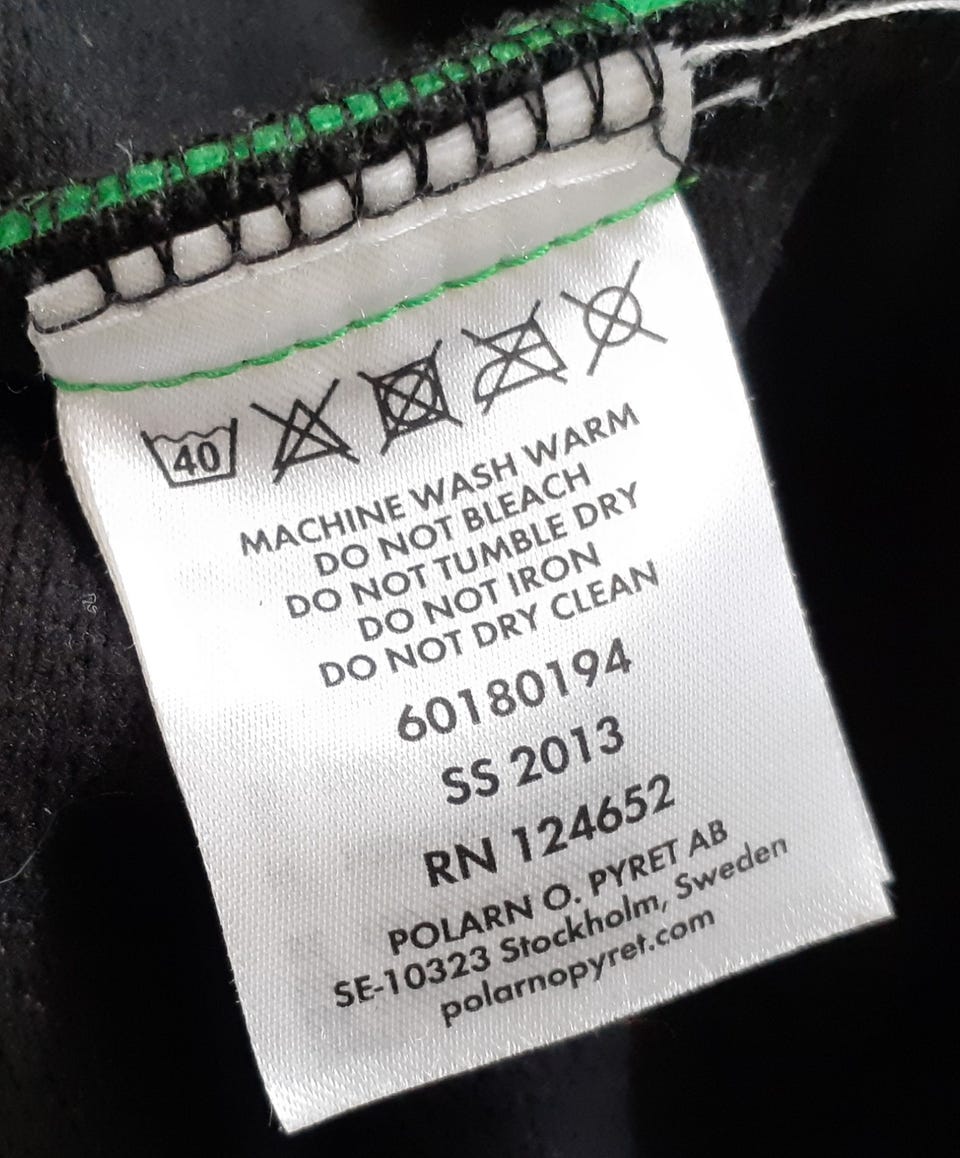 40
MACHINE WASH WARM
DO NOT BLEACH
DO NOT TUMBLE DRY
DO NOT IRON
DO NOT DRY CLEAN
60180194
SS 2013
RN 124652
POLARN O. PYRET AB
SE-10323 Stockholm, Sweden
polarnopyret.com